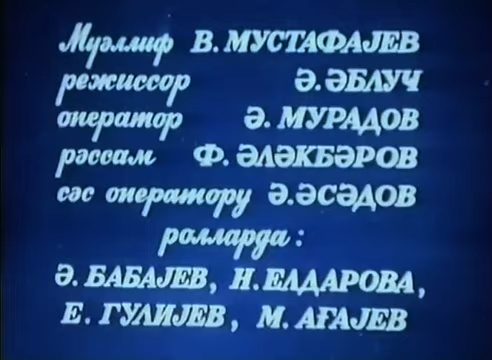 Мүәллиф В. МУСТАФАЈЕВ
режиссор Ә. ӘБЛУЧ
оператор Ә. МУРАДОВ
рәссам Ф. ӘЛӘКБӘРОВ
сәс оператору Ә. ӘСӘДОВ
ролларда:
Ә. БАБАЈЕВ, Н. ЕЛДАРОВА,
Е. ГУЛИЈЕВ, М. АҒАЈЕВ